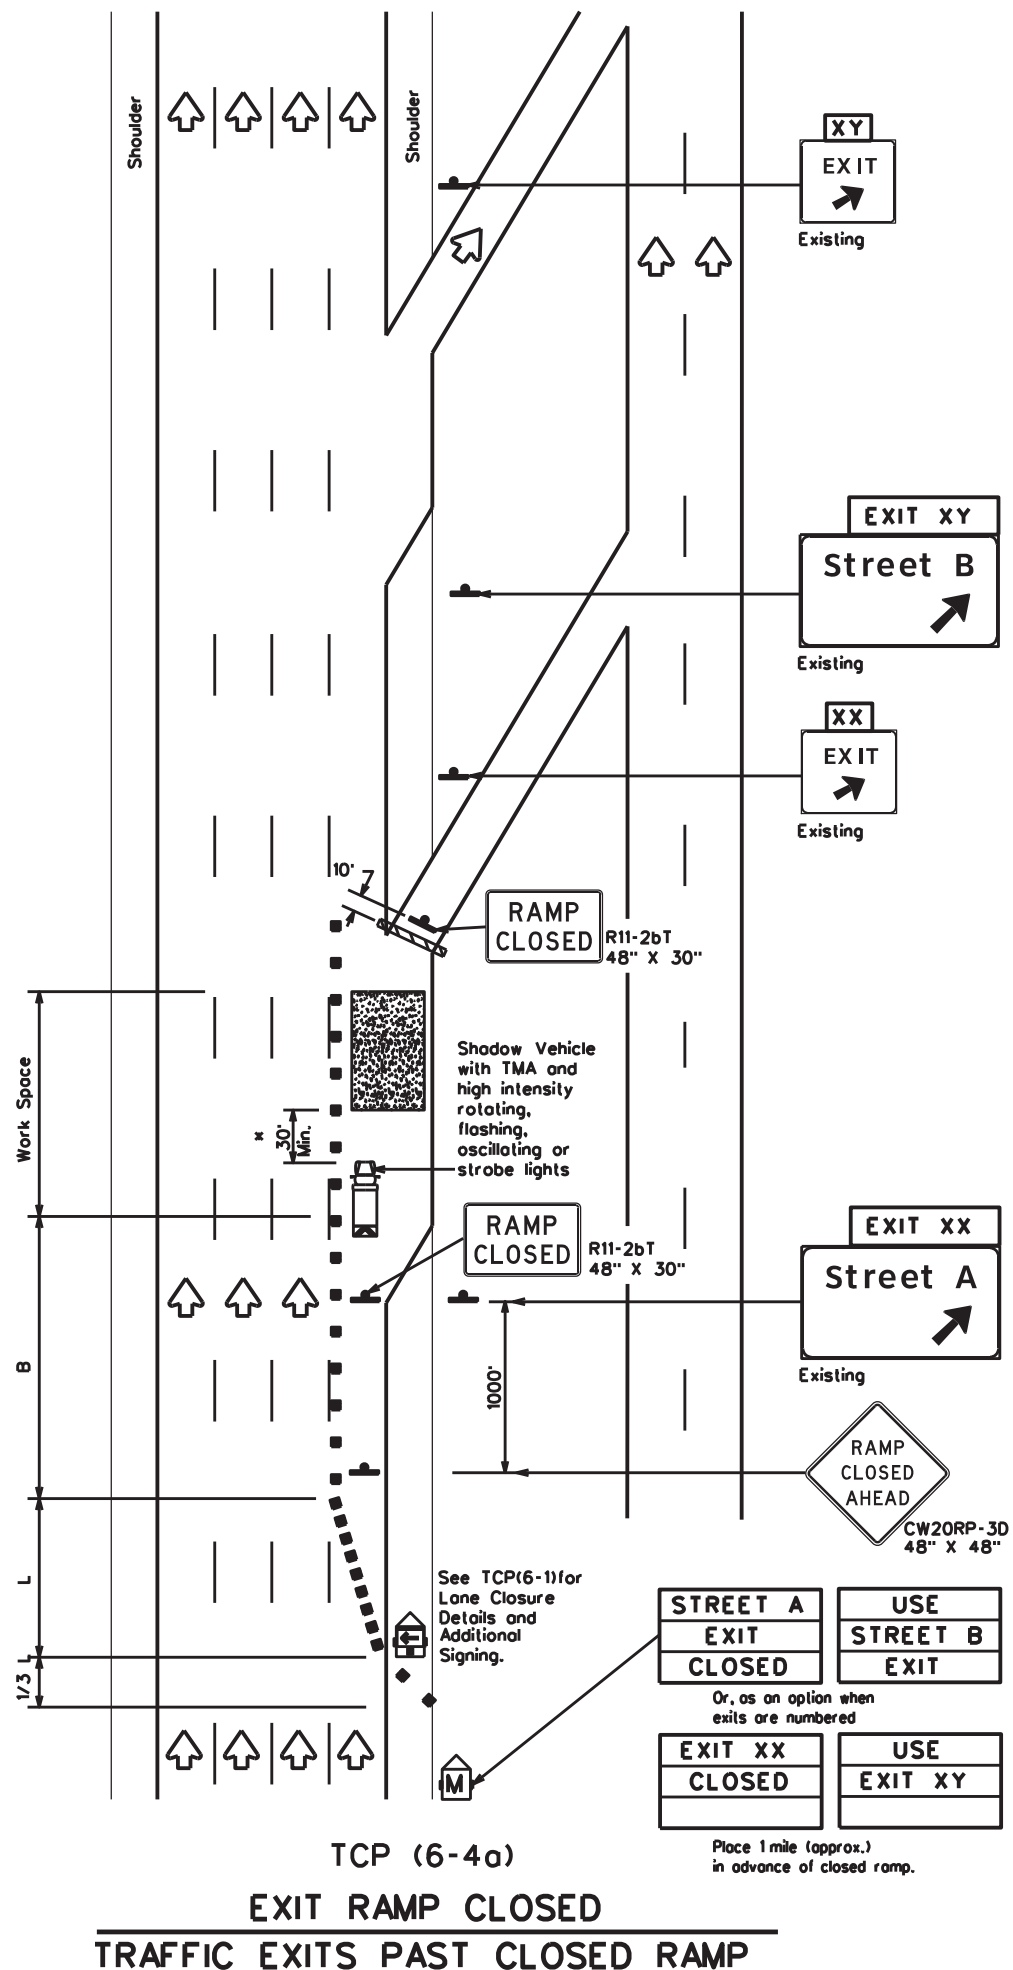 Shoulder
Shoulder
XY
EXIT
Existing
EXIT XY
Street B
Existing
XX
EXIT
Existing
10'
RAMP
CLOSED
R11-2bT
48" X 30"
Work Space
Shadow Vehicle
with TMA and
high intensity
rotating,
flashing,
oscillating or
strobe lights
x
30'
Min.
RAMP
CLOSED
R11-2bT
48" X 30"
EXIT XX
Street A
Existing
B
1000'
RAMP
CLOSED
AHEAD
CW20RP-3D
48" X 48"
L
See TCP(6-1)for
Lane Closure
Details and
Additional
Signing.
1/3 L
STREET A
EXIT
CLOSED
USE
STREET B
EXIT
Or, as an option when
exits are numbered
EXIT XX
CLOSED
USE
EXIT XY
M
Place 1 mile (approx.)
in advance of closed ramp.
TCP (6-4a)
EXIT RAMP CLOSED
TRAFFIC EXITS PAST CLOSED RAMP